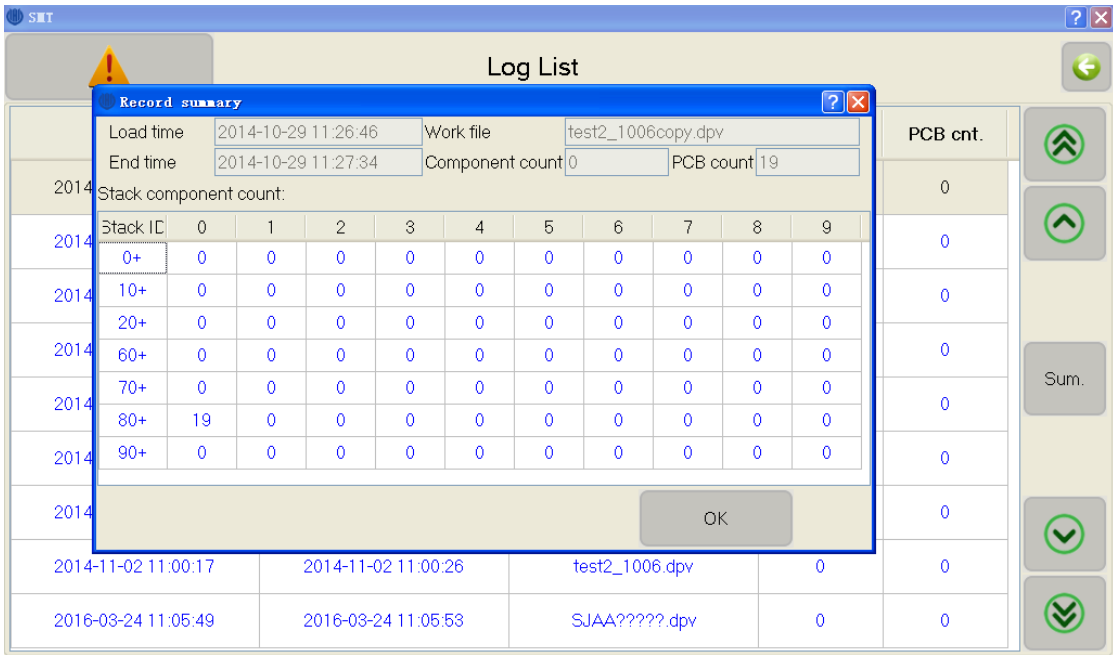 SMT
Log List
Record summary
Load time 2014-10-29 11:26:46 Work file test2_1006copy.dpv
End time 2014-10-29 11:27:34 Component count 0 PCB count 19
PCB cnt.
Stack component count:
2014 0
Stack ID 0 1 2 3 4 5 6 7 8 9
2014 0
0+ 0 0 0 0 0 0 0 0 0 0
10+ 0 0 0 0 0 0 0 0 0 0
2014 0
20+ 0 0 0 0 0 0 0 0 0 0
60+ 0 0 0 0 0 0 0 0 0 0
2014 0
Sum.
70+ 0 0 0 0 0 0 0 0 0 0
2014 0
80+ 19 0 0 0 0 0 0 0 0 0
90+ 0 0 0 0 0 0 0 0 0 0
2014 0
OK
2014 0
2014-11-02 11:00:17 2014-11-02 11:00:26 test2_1006.dpv 0 0
2016-03-24 11:05:49 2016-03-24 11:05:53 SJAA?????.dpv 0 0